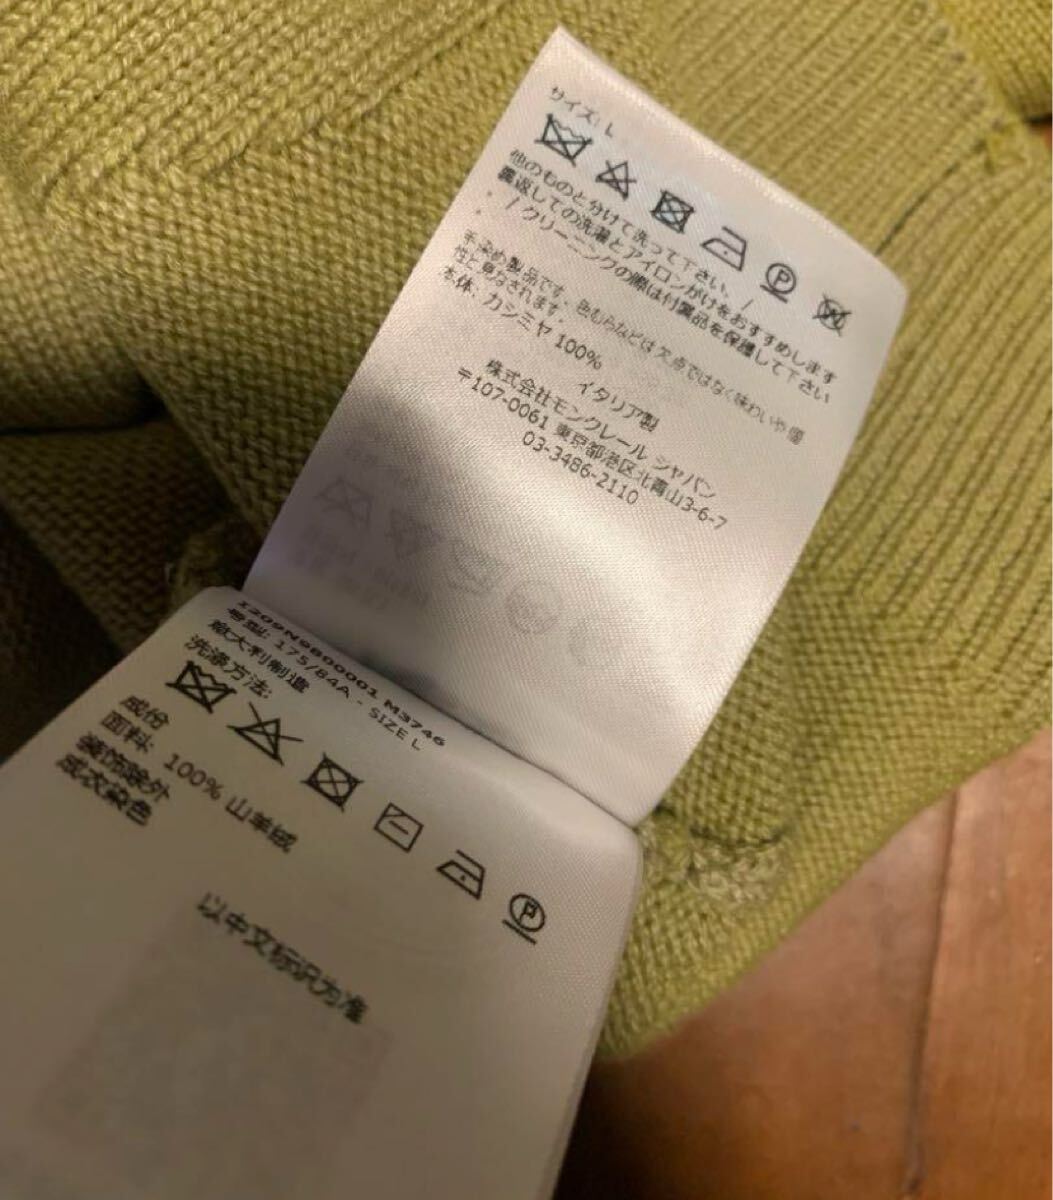 サイズ: L
他のものと分けて洗って下さい。 /
裏返しての洗濯とアイロンがけをおすすめします
。 / クリーニングの際は付属品を保護して下さい
。
手染め製品です。色むらなどは欠点ではなく味わいや個
性と見なされます。
本体: カシミヤ 100%
イタリア製
株式会社モンクレール ジャパン
〒107-0061 東京都港区北青山3-6-7
03-3486-2110
I209N9B00001 M3746
号型: 175/84A - SIZE L
意大利制造
洗涤方法:
P
成份
面料: 100% 山羊绒
装饰除外
成衣染色
以中文标识为准